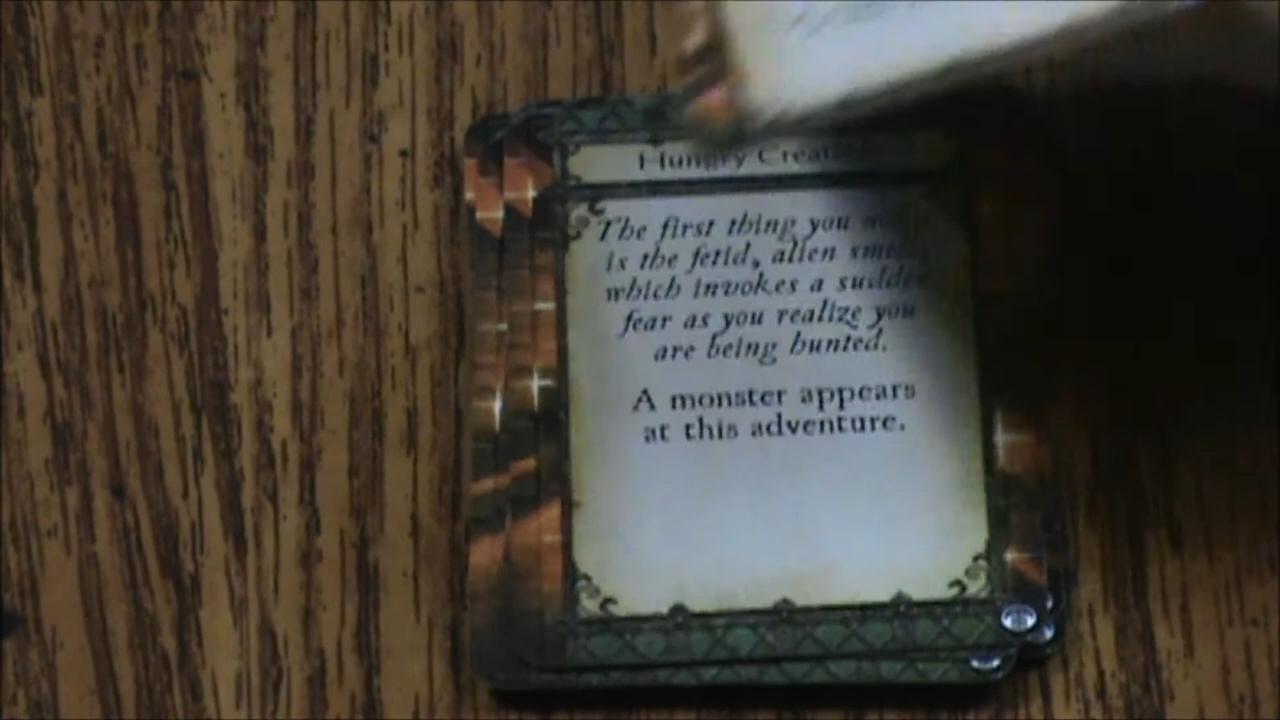 Hungry
The first thing you
is the fetid, alien
which invokes a
fear as you realize you
are being hunted.
A monster appears
at this adventure.